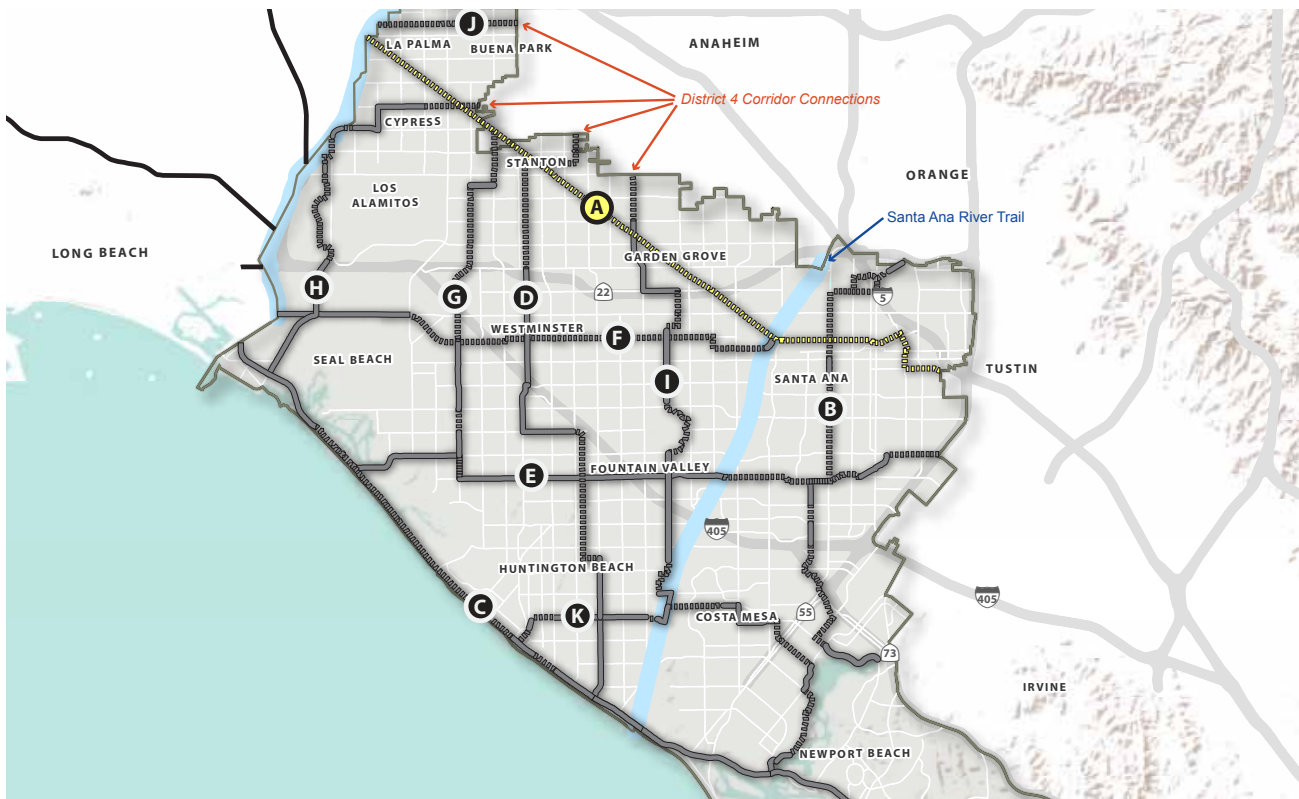 J
LA PALMA
BUENA PARK
ANAHEIM
District 4 Corridor Connections
CYPRESS
STANTON
LOS
ALAMITOS
ORANGE
A
Santa Ana River Trail
LONG BEACH
GARDEN GROVE
H
G
D
22
5
WESTMINSTER
F
SEAL BEACH
I
SANTA ANA
TUSTIN
B
E
FOUNTAIN VALLEY
405
HUNTINGTON BEACH
405
C
K
COSTA MESA
55
73
IRVINE
NEWPORT BEACH